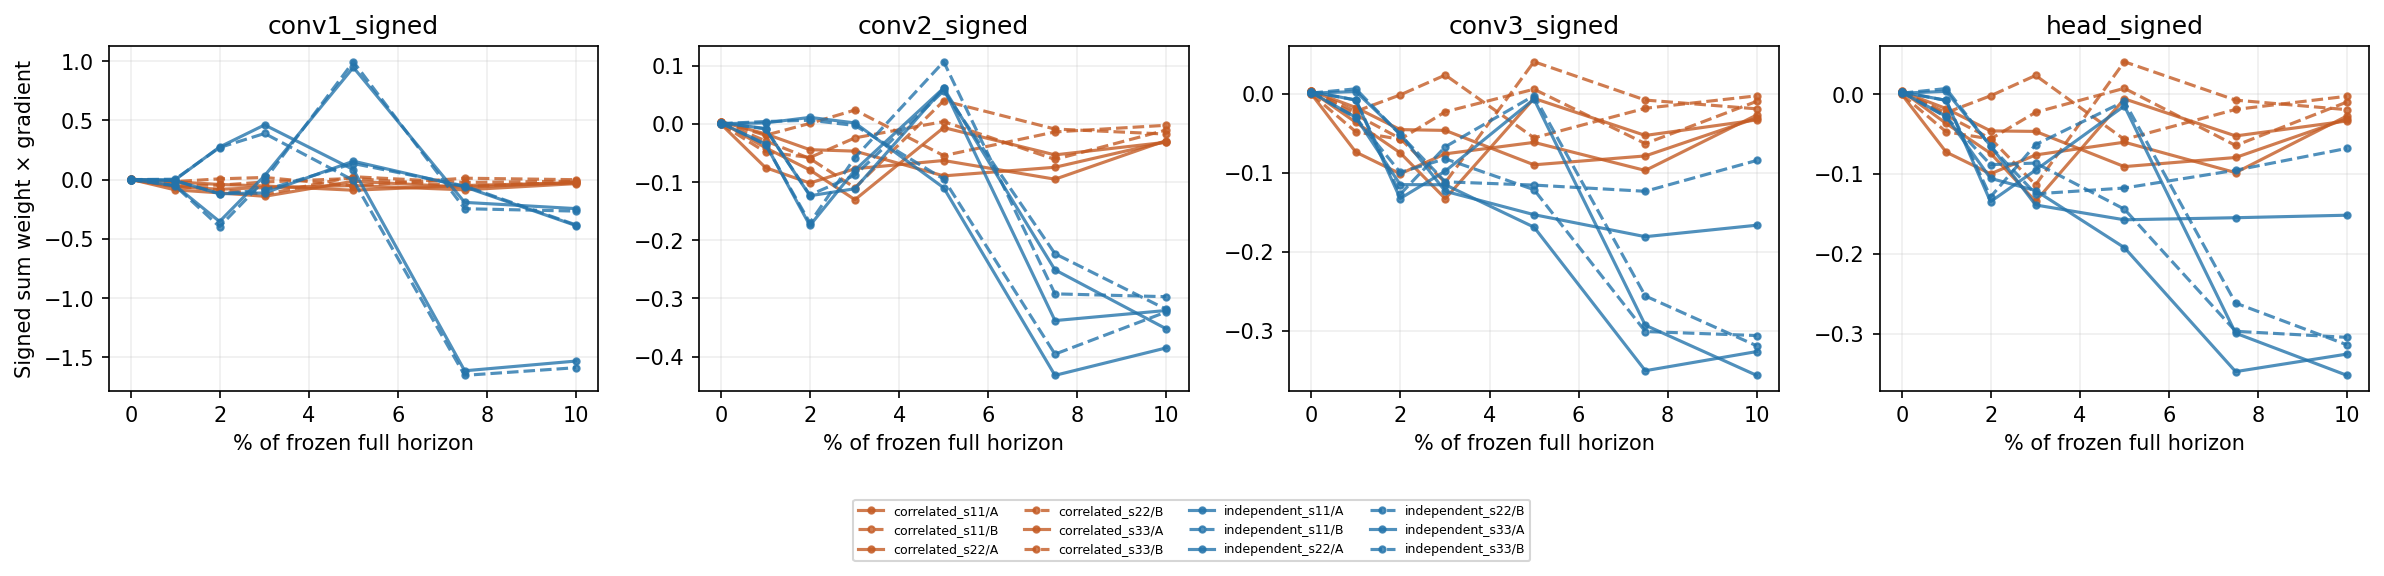 conv1_signed
conv2_signed
conv3_signed
head_signed
Signed sum weight × gradient
1.0
0.5
0.0
−0.5
−1.0
−1.5
0 2 4 6 8 10
% of frozen full horizon
0.1
0.0
−0.1
−0.2
−0.3
−0.4
0 2 4 6 8 10
% of frozen full horizon
0.0
−0.1
−0.2
−0.3
0 2 4 6 8 10
% of frozen full horizon
0.0
−0.1
−0.2
−0.3
0 2 4 6 8 10
% of frozen full horizon
correlated_s11/A
correlated_s11/B
correlated_s22/A
correlated_s22/B
correlated_s33/A
correlated_s33/B
independent_s11/A
independent_s11/B
independent_s22/A
independent_s22/B
independent_s33/A
independent_s33/B